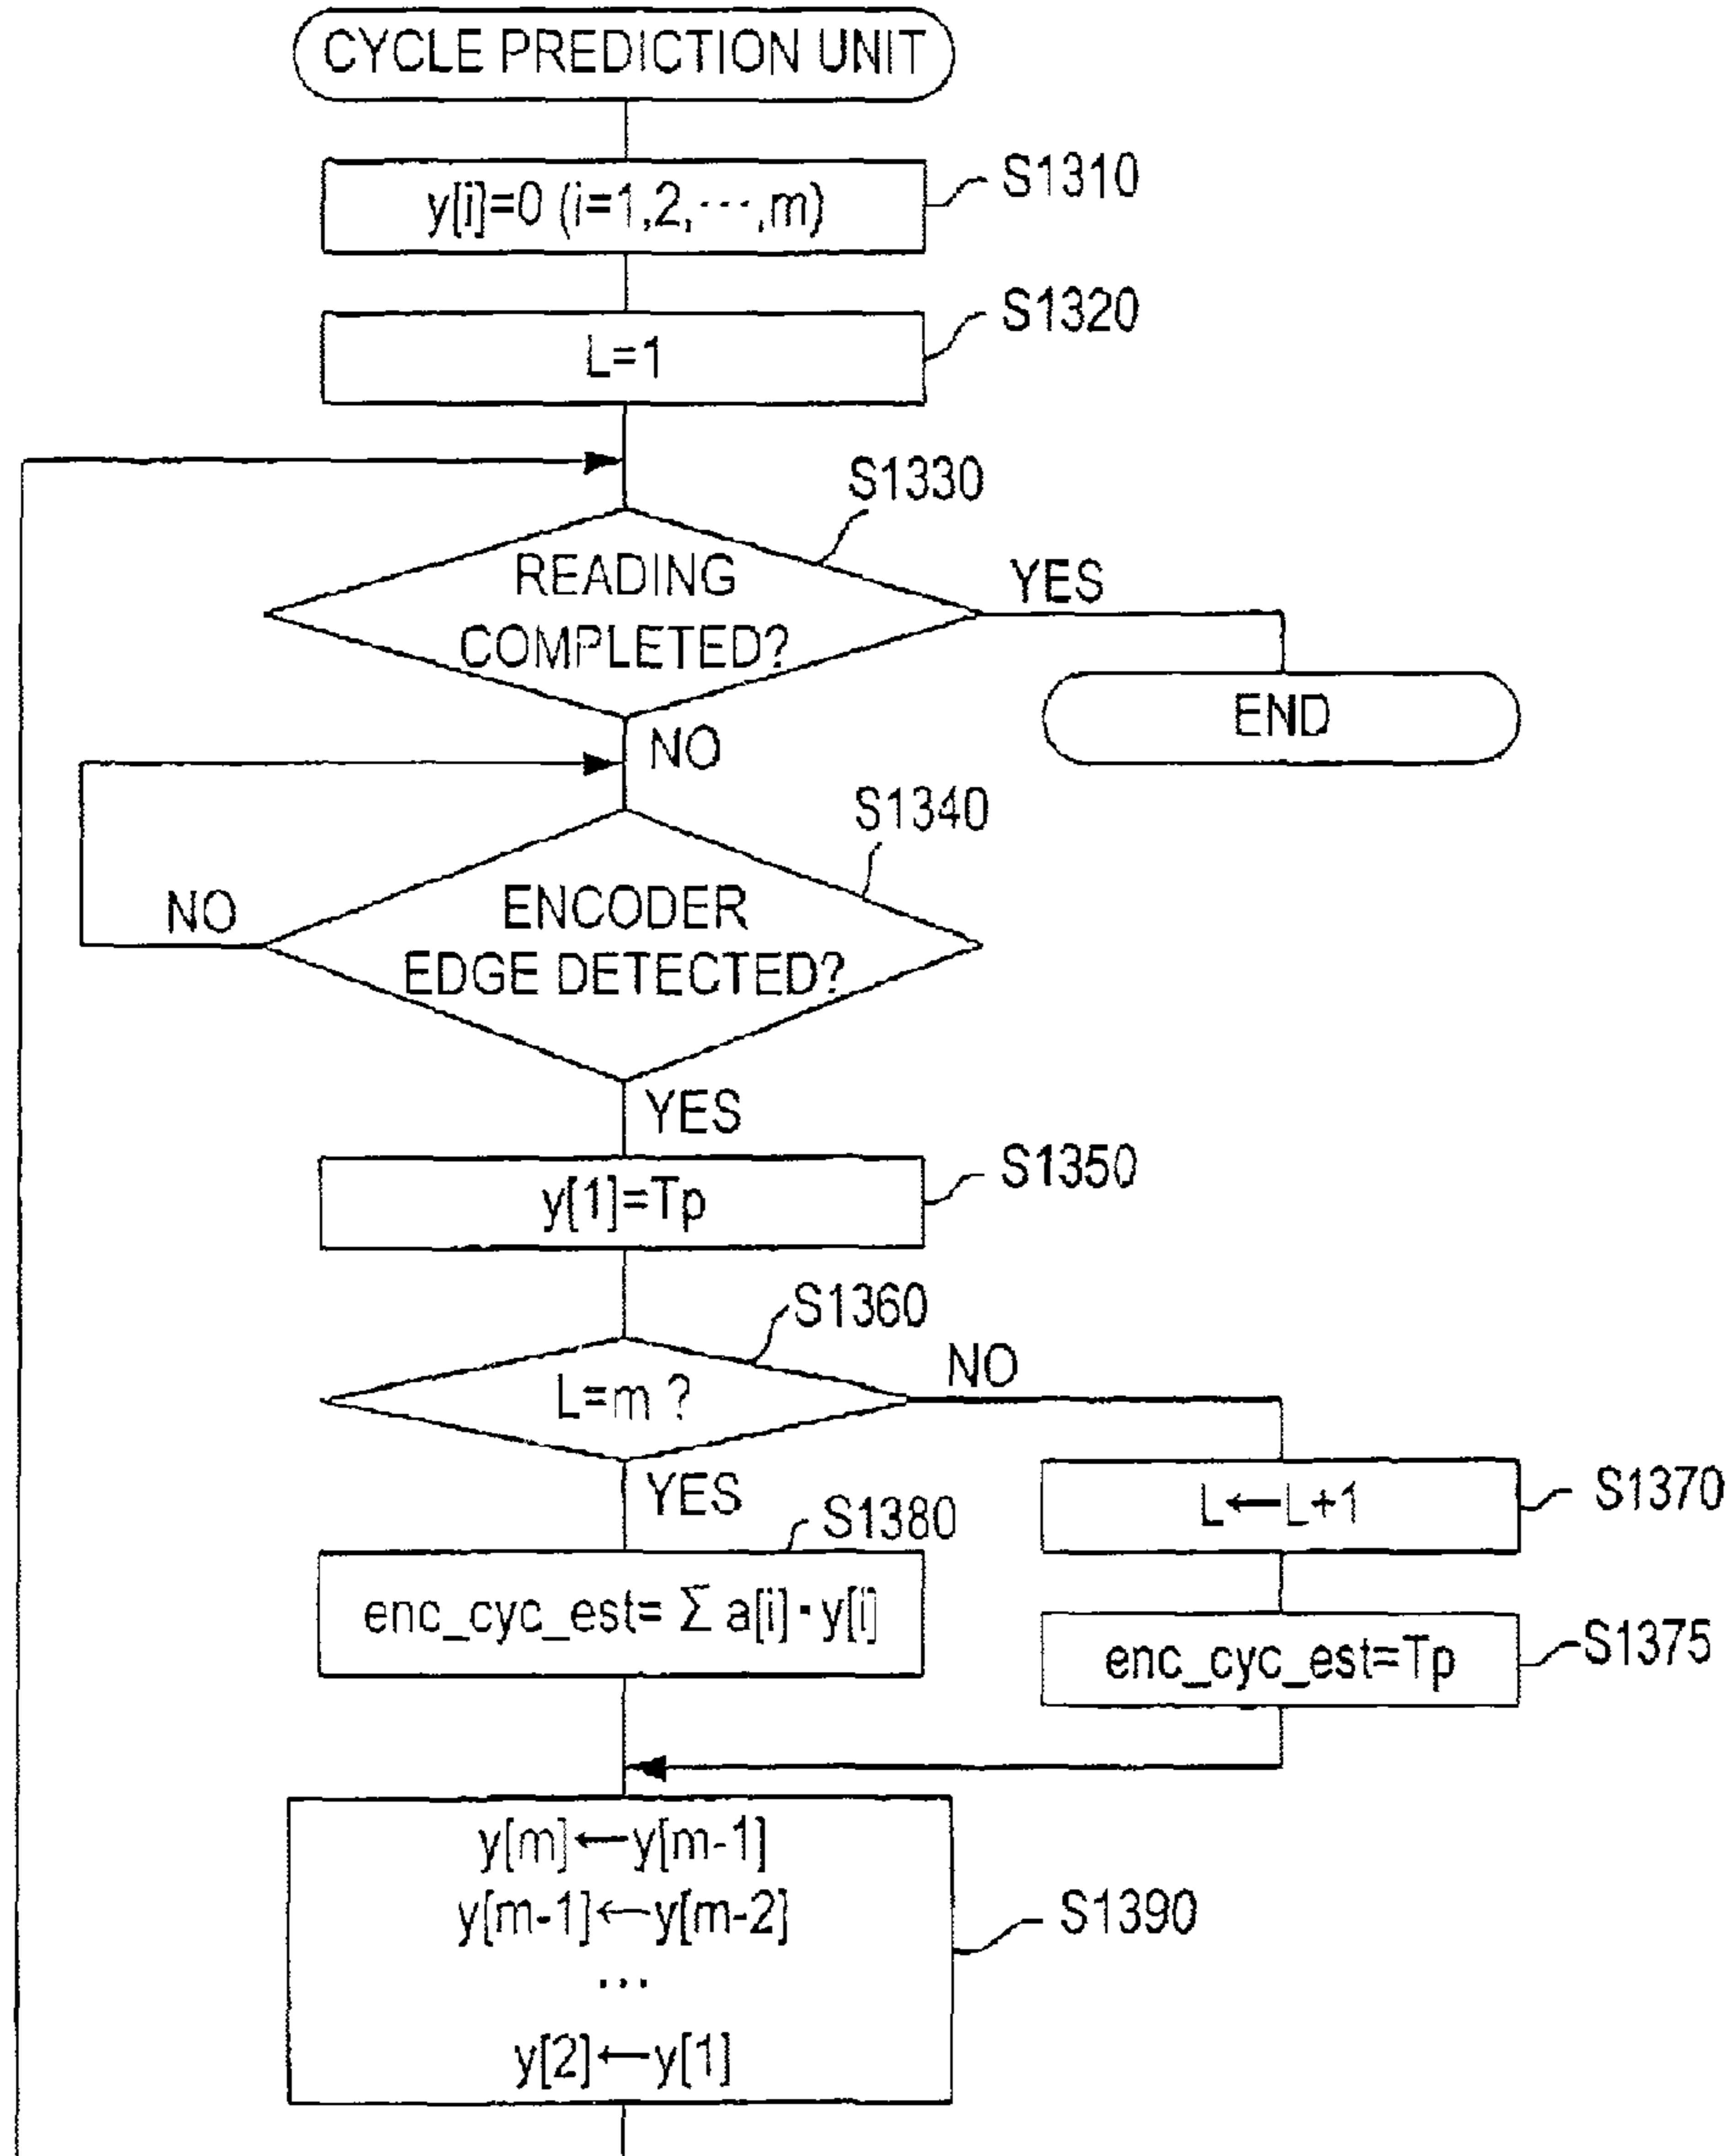 CYCLE PREDICTION UNIT
y[i]=0 (i=1,2,···,m)
S1310
L=1
S1320
S1330
READING
COMPLETED?
YES
END
NO
S1340
ENCODER
EDGE DETECTED?
NO
YES
y[1]=Tp
S1350
S1360
L=m ?
NO
YES
L←L+1
S1370
S1380
enc_cyc_est= Σ a[i]·y[i]
enc_cyc_est=Tp
S1375
y[m]←y[m-1]
y[m-1]←y[m-2]
···
y[2]←y[1]
S1390